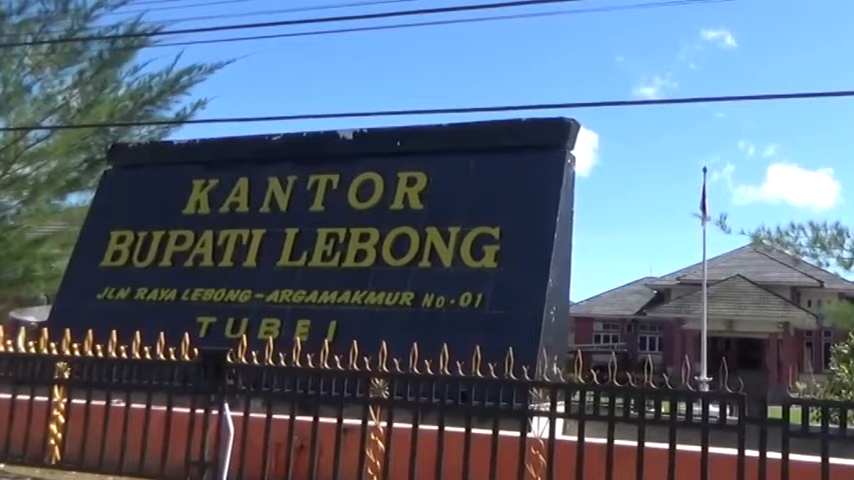 KANTOR
BUPATI LEBONG
JLN RAYA LEBONG-ARGAMAKMUR No-01
TUBEI